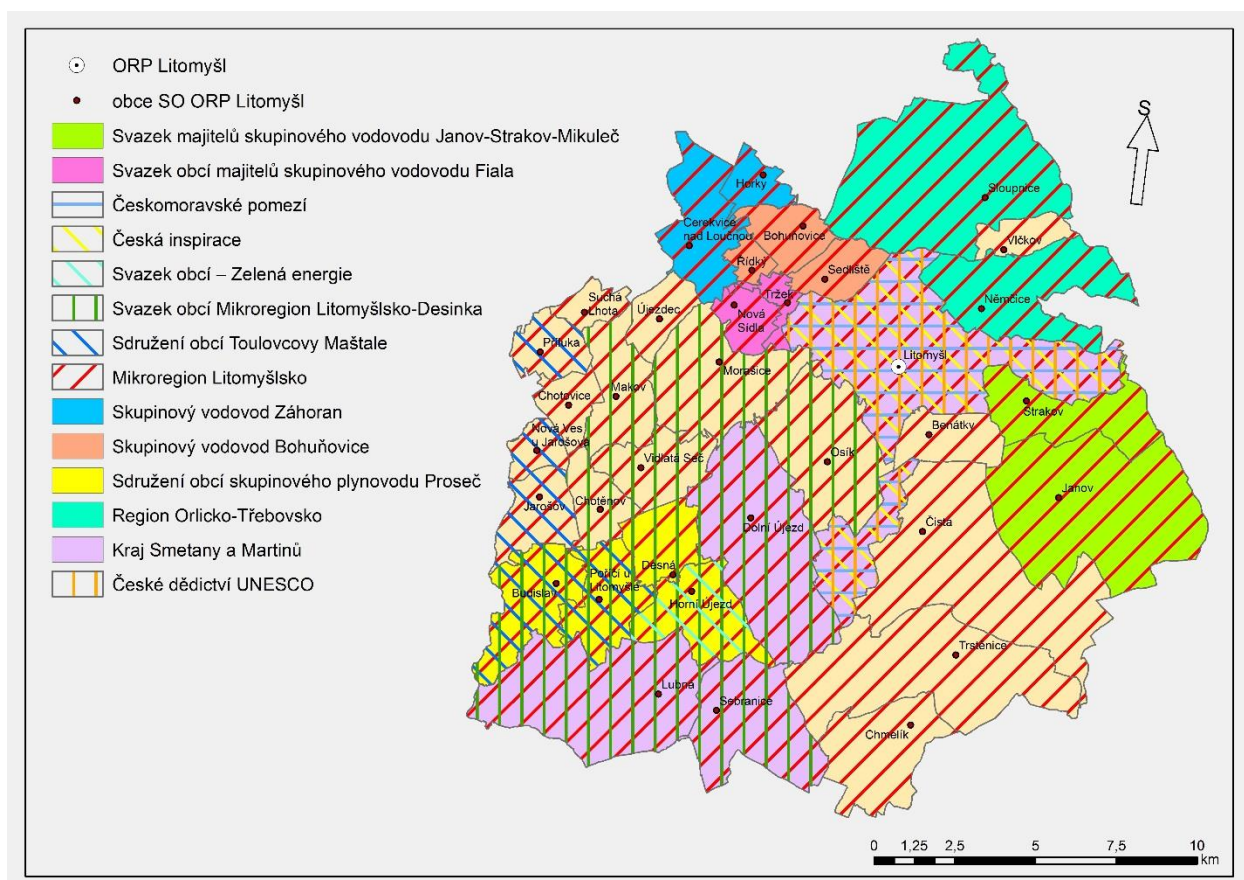 ORP Litomyšl
obce SO ORP Litomyšl
Svazek majitelů skupinového vodovodu Janov-Strakov-Mikuleč
Svazek obcí majitelů skupinového vodovodu Fiala
Českomoravské pomezí
Česká inspirace
Svazek obcí – Zelená energie
Svazek obcí Mikroregion Litomyšlsko-Desinka
Sdružení obcí Toulovcovy Maštale
Mikroregion Litomyšlsko
Skupinový vodovod Záhoran
Skupinový vodovod Bohuňovice
Sdružení obcí skupinového plynovodu Proseč
Region Orlicko-Třebovsko
Kraj Smetany a Martinů
České dědictví UNESCO
S
Horky
Sloupnice
Cerekvice
nad Loučnou
Bohuňovice
Vlčkov
Řídký
Sedliště
Suchá
Lhota
Újezdec
Tržek
Nová
Sídla
Němčice
Příluka
Morašice
Litomyšl
Chotovice
Makov
Strakov
Nová Ves
u Jarošova
Vidlatá Seč
Osík
Benátky
Jarošov
Chotěnov
Dolní Újezd
Janov
Čistá
Budislav
Poříčí u
Litomyšle
Desná
Horní Újezd
Trstěnice
Lubná
Sebranice
Chmelík
0 1,25 2,5 5 7,5 10
km